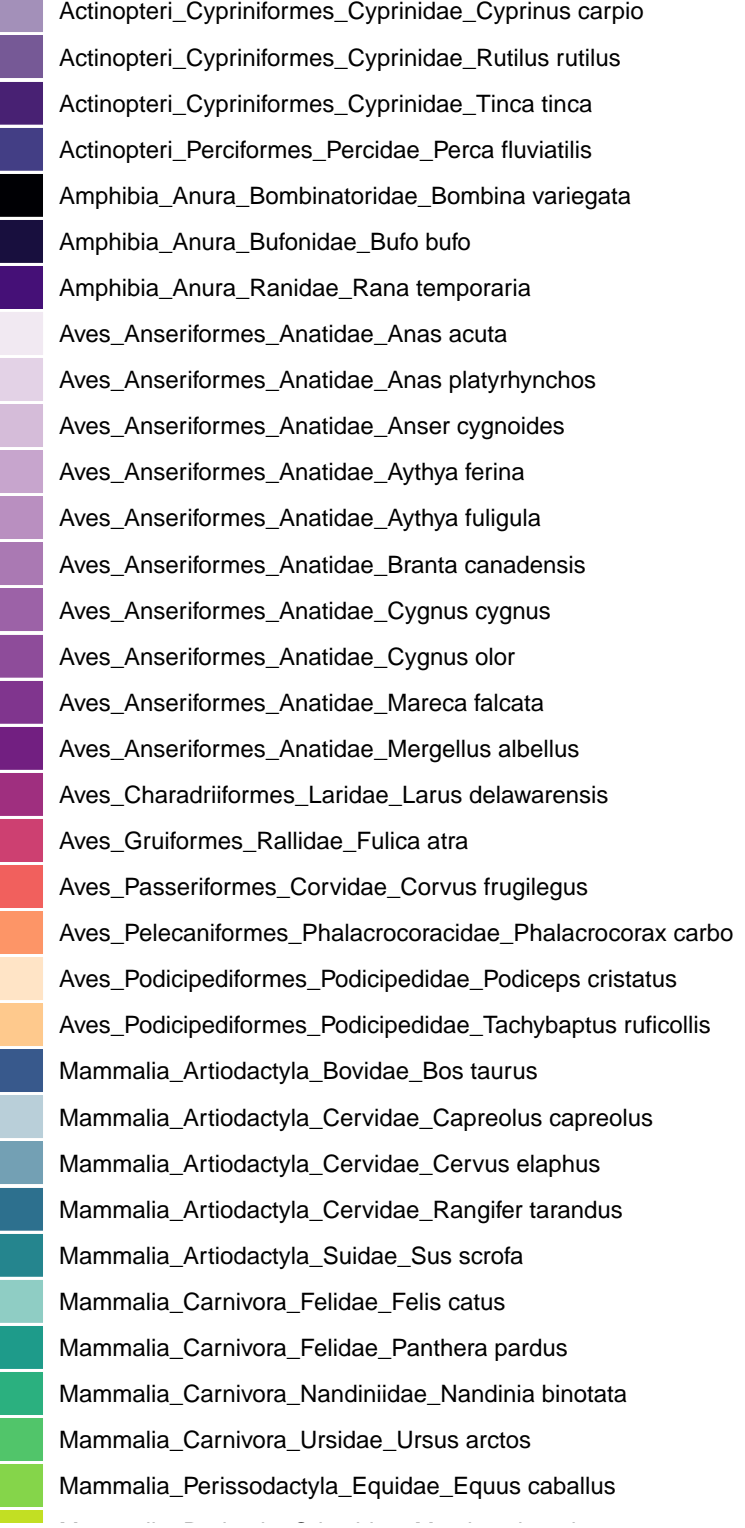 Actinopteri_Cypriniformes_Cyprinidae_Cyprinus carpio
Actinopteri_Cypriniformes_Cyprinidae_Rutilus rutilus
Actinopteri_Cypriniformes_Cyprinidae_Tinca tinca
Actinopteri_Perciformes_Percidae_Perca fluviatilis
Amphibia_Anura_Bombinatoridae_Bombina variegata
Amphibia_Anura_Bufonidae_Bufo bufo
Amphibia_Anura_Ranidae_Rana temporaria
Aves_Anseriformes_Anatidae_Anas acuta
Aves_Anseriformes_Anatidae_Anas platyrhynchos
Aves_Anseriformes_Anatidae_Anser cygnoides
Aves_Anseriformes_Anatidae_Aythya ferina
Aves_Anseriformes_Anatidae_Aythya fuligula
Aves_Anseriformes_Anatidae_Branta canadensis
Aves_Anseriformes_Anatidae_Cygnus cygnus
Aves_Anseriformes_Anatidae_Cygnus olor
Aves_Anseriformes_Anatidae_Mareca falcata
Aves_Anseriformes_Anatidae_Mergellus albellus
Aves_Charadriiformes_Laridae_Larus delawarensis
Aves_Gruiformes_Rallidae_Fulica atra
Aves_Passeriformes_Corvidae_Corvus frugilegus
Aves_Pelecaniformes_Phalacrocoracidae_Phalacrocorax carbo
Aves_Podicipediformes_Podicipedidae_Podiceps cristatus
Aves_Podicipediformes_Podicipedidae_Tachybaptus ruficollis
Mammalia_Artiodactyla_Bovidae_Bos taurus
Mammalia_Artiodactyla_Cervidae_Capreolus capreolus
Mammalia_Artiodactyla_Cervidae_Cervus elaphus
Mammalia_Artiodactyla_Cervidae_Rangifer tarandus
Mammalia_Artiodactyla_Suidae_Sus scrofa
Mammalia_Carnivora_Felidae_Felis catus
Mammalia_Carnivora_Felidae_Panthera pardus
Mammalia_Carnivora_Nandiniidae_Nandinia binotata
Mammalia_Carnivora_Ursidae_Ursus arctos
Mammalia_Perissodactyla_Equidae_Equus caballus